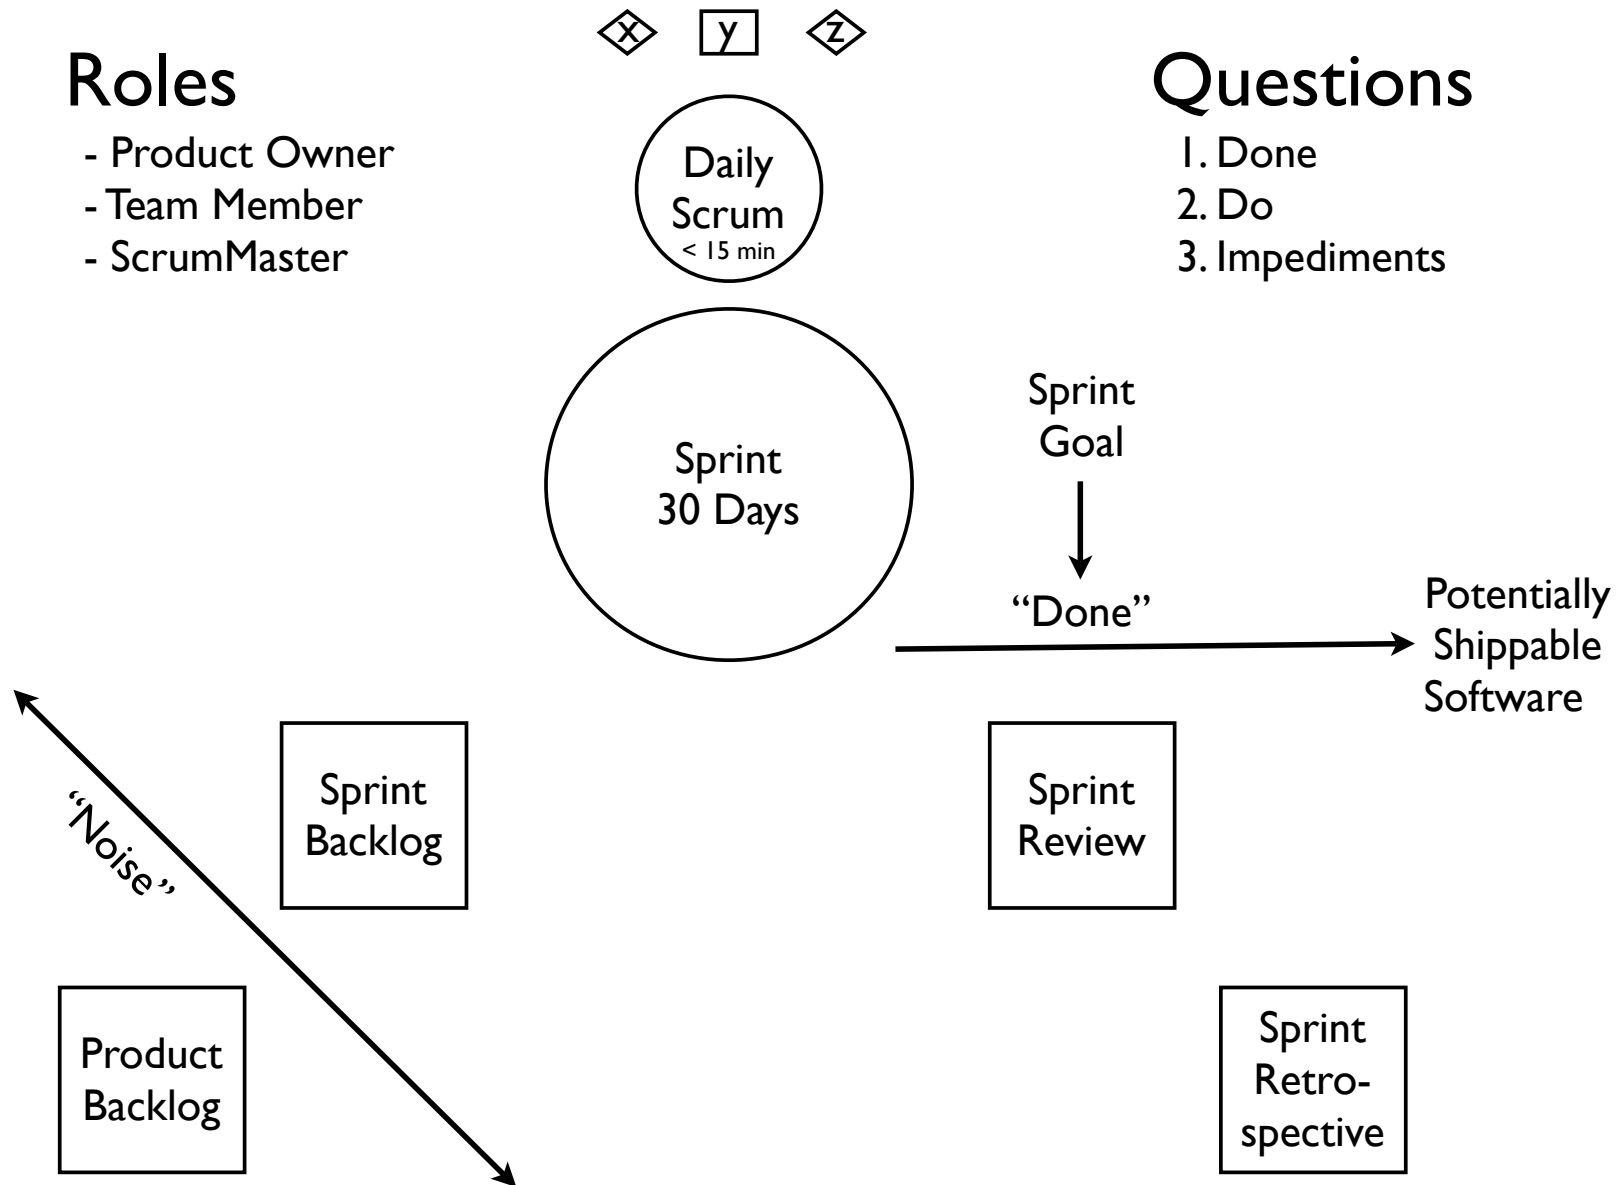 x y z
Roles
- Product Owner
- Team Member
- ScrumMaster
Daily
Scrum
< 15 min
Questions
1. Done
2. Do
3. Impediments
Sprint
30 Days
Sprint
Goal
“Done”
Potentially
Shippable
Software
“Noise”
Sprint
Backlog
Product
Backlog
Sprint
Review
Sprint
Retro-
spective